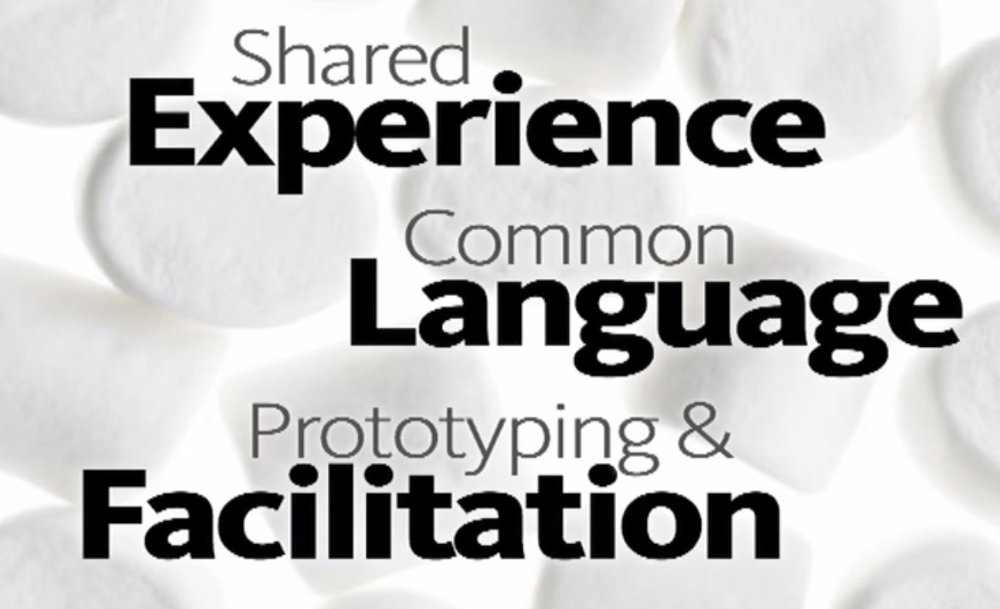 Shared
Experience
Common
Language
Prototyping &
Facilitation